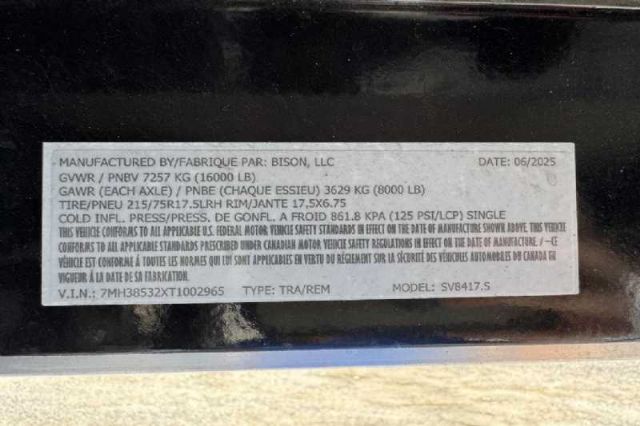 MANUFACTURED BY/FABRIQUE PAR: BISON, LLC DATE: 06/2025
GVWR / PNBV 7257 KG (16000 LB)
GAWR (EACH AXLE) / PNBE (CHAQUE ESSIEU) 3629 KG (8000 LB)
TIRE/PNEU 215/75R17.5LRH RIM/JANTE 17.5X6.75
COLD INFL. PRESS/PRESS. DE GONFL. A FROID 861.8 KPA (125 PSI/LCP) SINGLE
THIS VEHICLE CONFORMS TO ALL APPLICABLE U.S. FEDERAL MOTOR VEHICLE SAFETY STANDARDS IN EFFECT ON THE DATE OF MANUFACTURE. THIS VEHICLE
CONFORMS TO ALL APPLICABLE STANDARDS PRESCRIBED UNDER CANADIAN MOTOR VEHICLE SAFETY REGULATIONS IN EFFECT ON THE DATE OF MANUFACTURE / –CE
VÉHICLE EST CONFORME À TOUTES LES NORMES QUI LUI SONT APPLICABLES EN VERTU DU RÈGLEMENT SUR LA SÉCURITÉ DES VÉHICULES AUTOMOBILES DU CANADA EN
VIGUEUR À LA DATE DE SA FABRICATION.
V.I.N.: 7MH38532XT1002965 TYPE: TRA/REM MODEL: SV8417.S